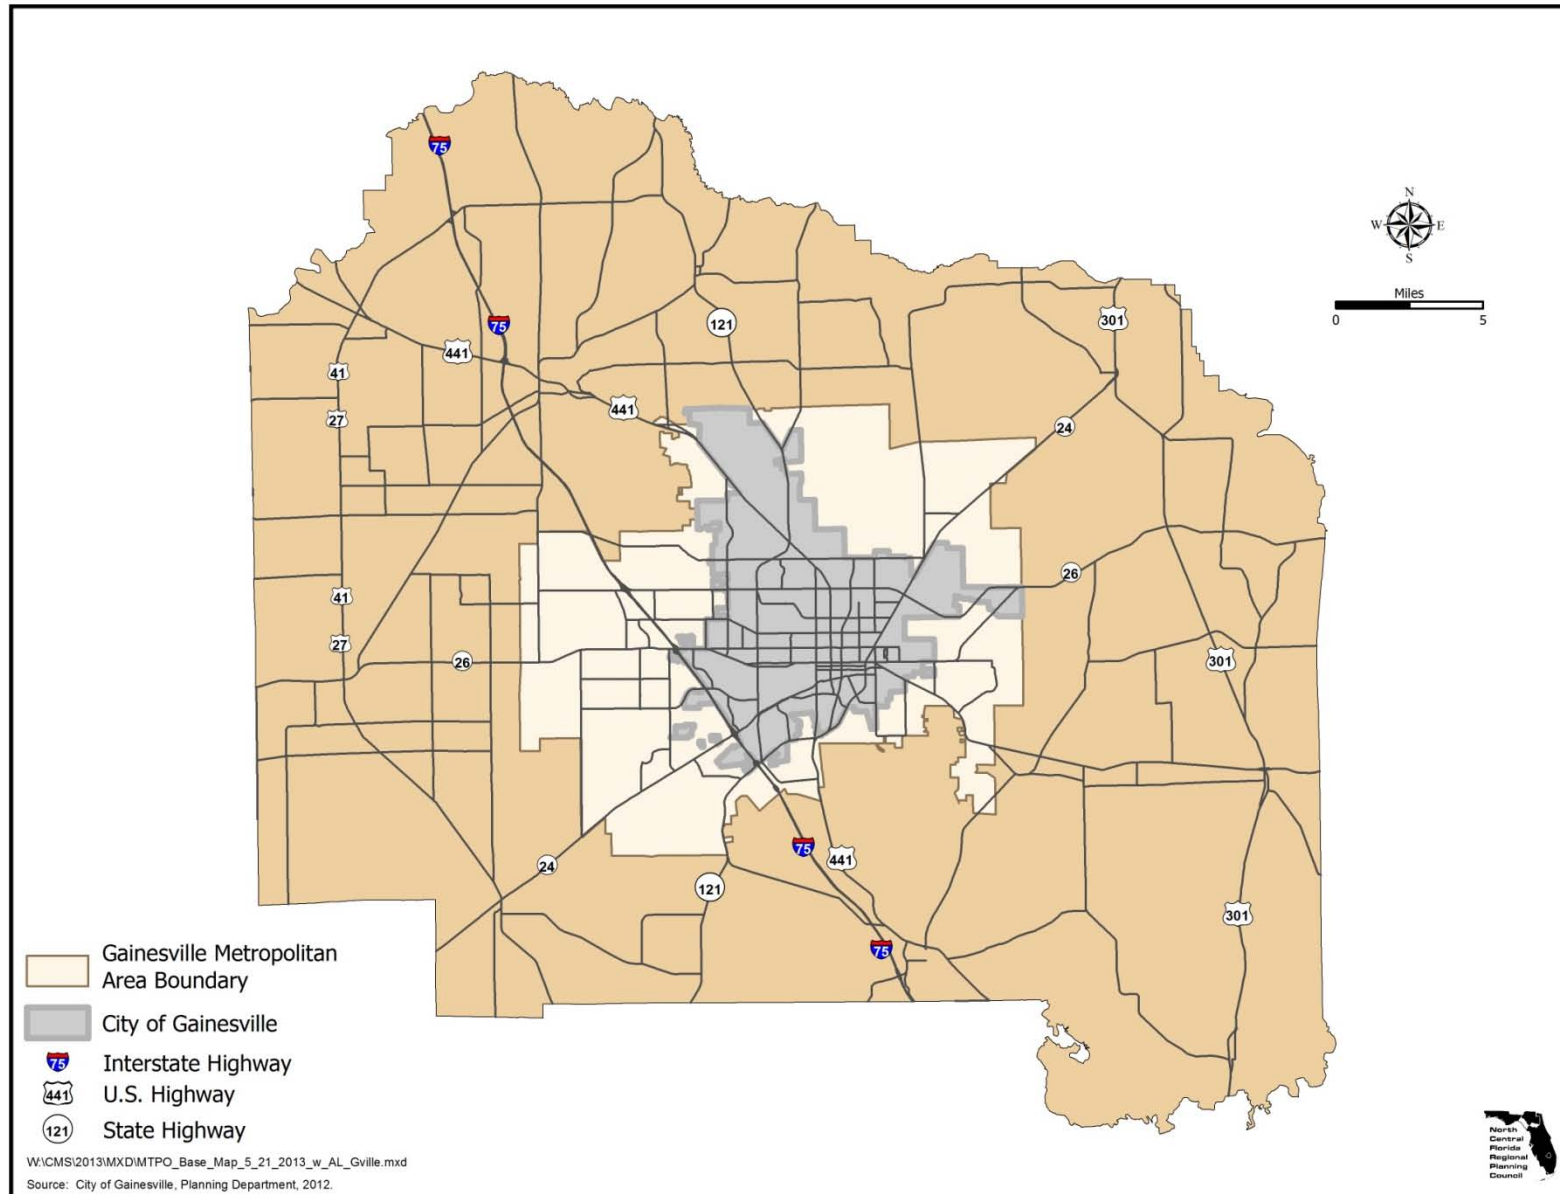 75
N
W E
S
Miles
0 5
75
121
301
441
41
441
27
24
26
41
27
26
301
75
441
24
121
301
75
Gainesville Metropolitan
Area Boundary
City of Gainesville
75 Interstate Highway
441 U.S. Highway
121 State Highway
W:\CMS\2013\MXD\MTPO_Base_Map_5_21_2013_w_AL_Gville.mxd
Source: City of Gainesville, Planning Department, 2012.
North
Central
Florida
Regional
Planning
Council